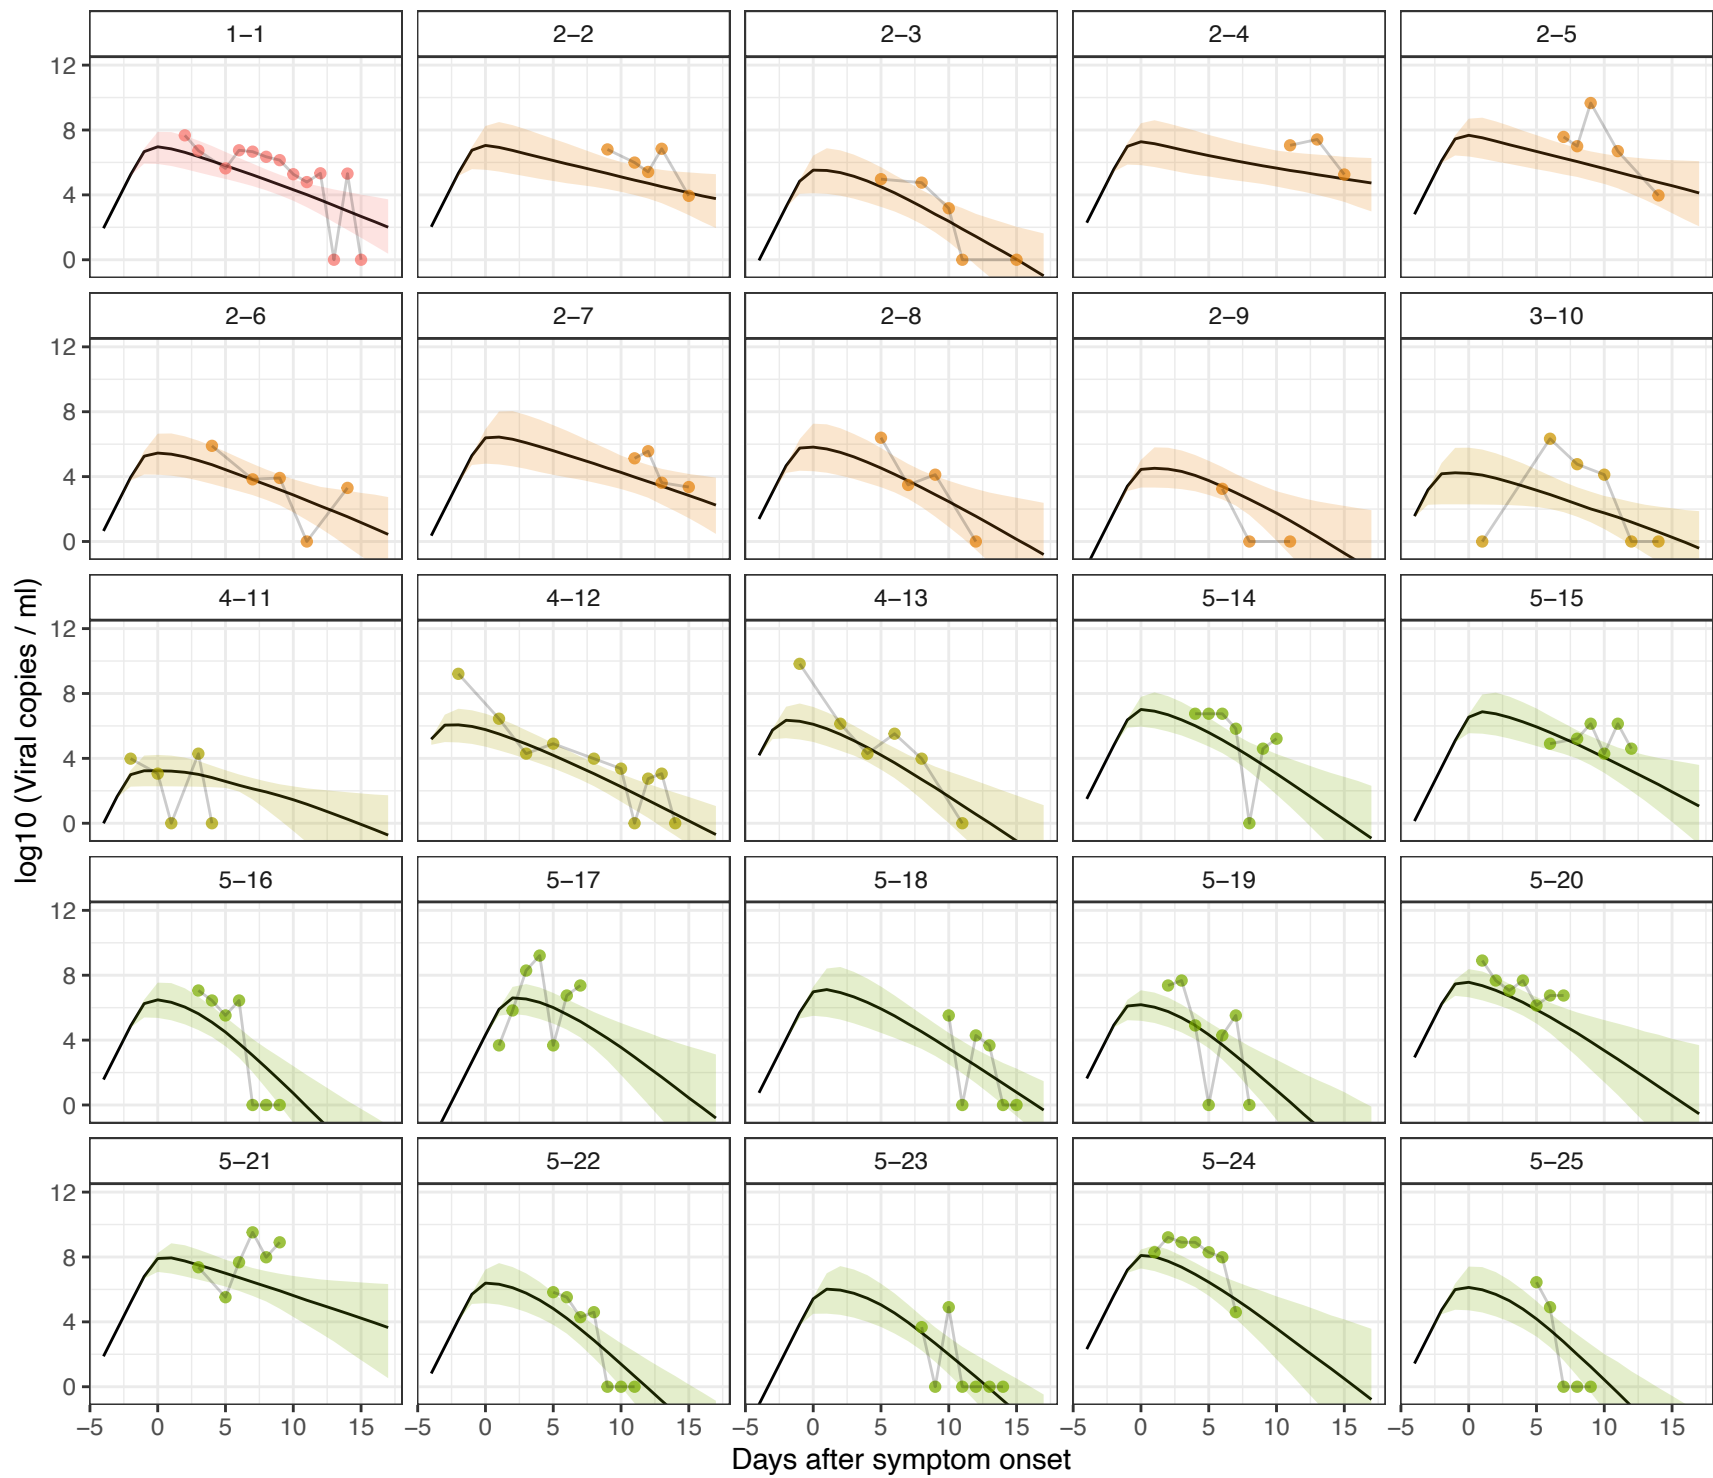 1−1 2−2 2−3 2−4 2−5
12
8
4
0
2−6 2−7 2−8 2−9 3−10
12
8
4
0
4−11 4−12 4−13 5−14 5−15
12
8
4
0
log10 (Viral copies / ml)
5−16 5−17 5−18 5−19 5−20
12
8
4
0
5−21 5−22 5−23 5−24 5−25
12
8
4
0
−5 0 5 10 15 −5 0 5 10 15 −5 0 5 10 15 −5 0 5 10 15 −5 0 5 10 15
Days after symptom onset